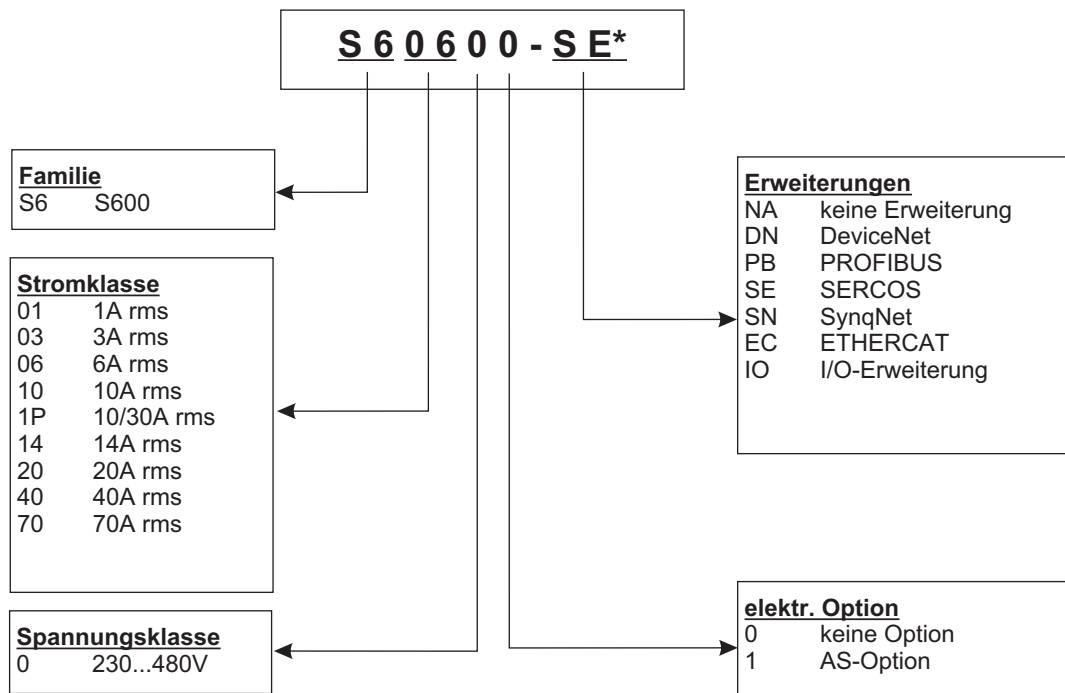 S 6 0 6 0 0 - S E*
Familie
S6 S600
Stromklasse
01 1A rms
03 3A rms
06 6A rms
10 10A rms
1P 10/30A rms
14 14A rms
20 20A rms
40 40A rms
70 70A rms
Spannungsklasse
0 230...480V
Erweiterungen
NA keine Erweiterung
DN DeviceNet
PB PROFIBUS
SE SERCOS
SN SynqNet
EC ETHERCAT
IO I/O-Erweiterung
elektr. Option
0 keine Option
1 AS-Option